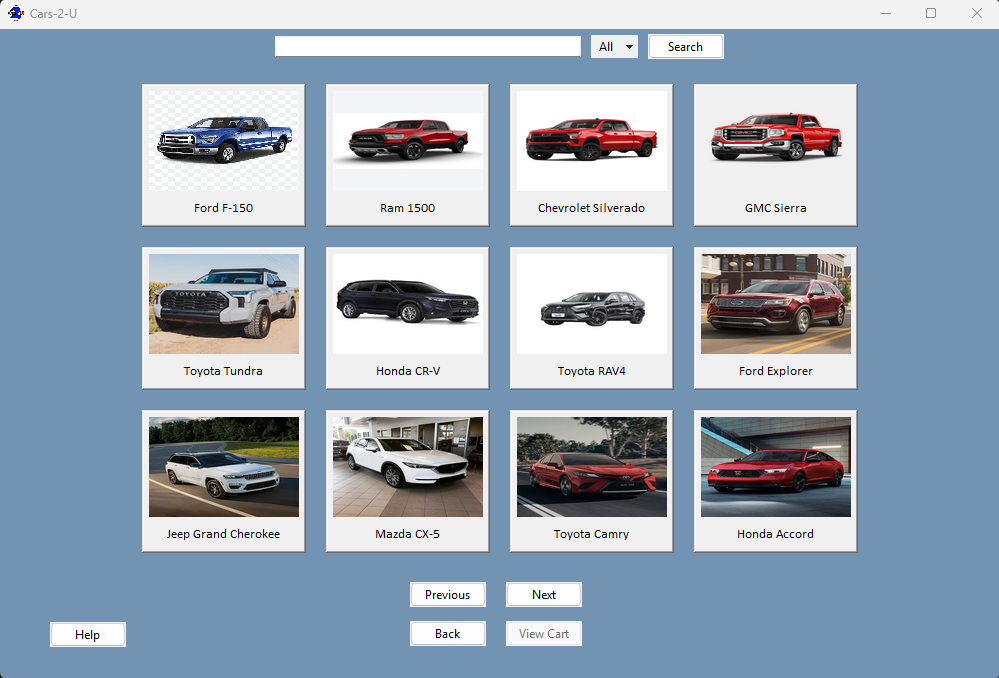 Cars-2-U
All
Search
Ford F-150
Ram 1500
Chevrolet Silverado
GMC Sierra
TOYOTA
Toyota Tundra
Honda CR-V
Toyota RAV4
Ford Explorer
Jeep Grand Cherokee
Mazda CX-5
Toyota Camry
Honda Accord
Previous
Next
Back
View Cart
Help